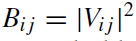 B_{ij} = |V_{ij}|^2